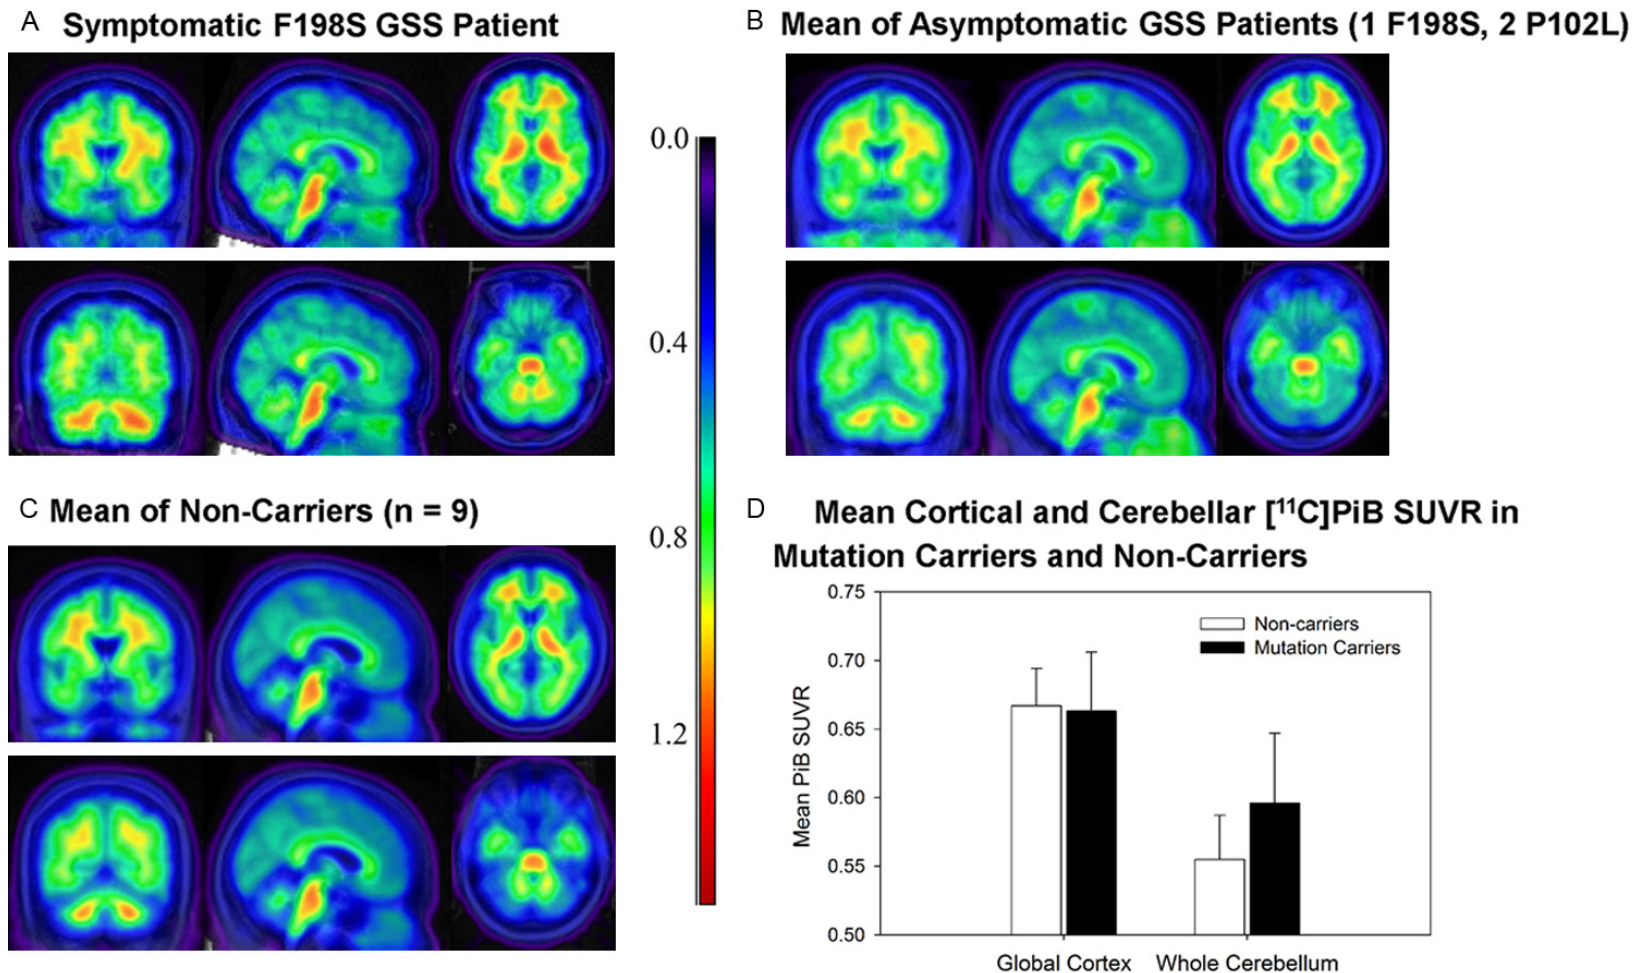 A Symptomatic F198S GSS Patient
B Mean of Asymptomatic GSS Patients (1 F198S, 2 P102L)
0.0
0.4
0.8
1.2
C Mean of Non-Carriers (n = 9)
D Mean Cortical and Cerebellar [¹¹C]PiB SUVR in
Mutation Carriers and Non-Carriers
0.75
0.70
0.65
0.60
0.55
0.50
Mean PiB SUVR
Non-carriers
Mutation Carriers
Global Cortex Whole Cerebellum